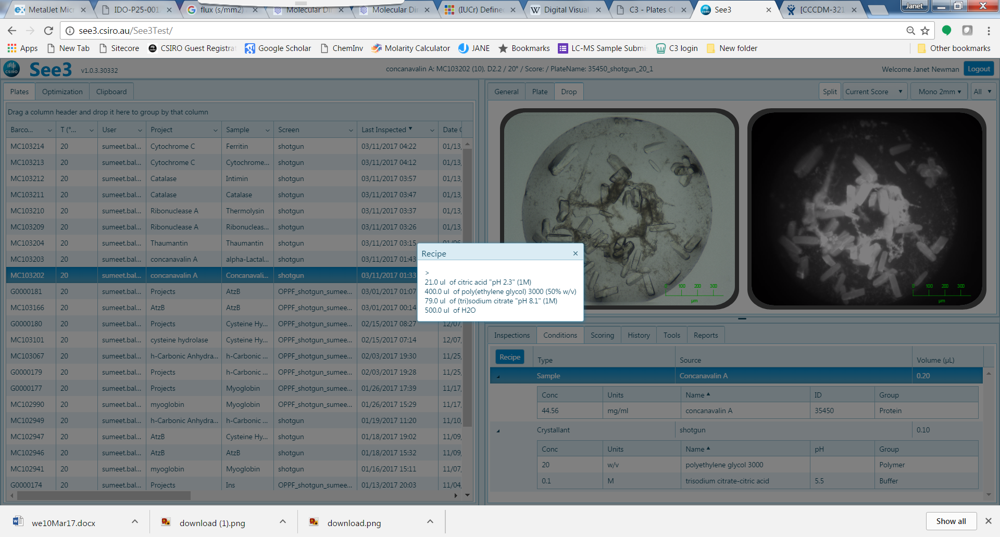 MetalJet Micr
IDO-P25-001
flux (s/mm2)
Molecular Di
Molecular Di
(IUCr) Define
Digital Visual
C3 - Plates Ch
See3
[CCCDM-321
Janet
see3.csiro.au/See3Test/
Apps
New Tab
Sitecore
CSIRO Guest Registrat
Google Scholar
ChemInv
Molarity Calculator
JANE
Bookmarks
LC-MS Sample Submi
C3 login
New folder
Other bookmarks
CSIRO
See3
v1.0.3.30332
concanavalin A: MC103202 (10), D2.2 / 20° / Score: / PlateName: 35450_shotgun_20_1
Welcome Janet Newman
Logout
Plates Optimization Clipboard
Drag a column header and drop it here to group by that column
Barco... T (°... User Project Sample Screen Last Inspected Date C
MC103214 20 sumeet.bal... Cytochrome C Ferritin shotgun 03/11/2017 04:22 01/13,
MC103213 20 sumeet.bal... Cytochrome C Cytochrome... shotgun 03/11/2017 04:12 01/13,
MC103212 20 sumeet.bal... Catalase Intimin shotgun 03/11/2017 03:57 01/13,
MC103211 20 sumeet.bal... Catalase Catalase shotgun 03/11/2017 03:47 01/13,
MC103210 20 sumeet.bal... Ribonuclease A Thermolysin shotgun 03/11/2017 03:37 01/13,
MC103209 20 sumeet.bal... Ribonuclease A Ribonucleas... shotgun 03/11/2017 03:26 01/13,
MC103204 20 sumeet.bal... Thaumantin Thaumantin shotgun 03/11/2017 03:15 01/06
MC103203 20 sumeet.bal... concanavalin A alpha-Lactal... shotgun 03/11/2017 01:43
MC103202 20 sumeet.bal... concanavalin A Concanavali... shotgun 03/11/2017 01:33
G0000181 20 sumeet.bal... Projects AtzB OPPF_shotgun_sumee... 03/01/2017 01:07
MC103166 20 sumeet.bal... AtzB AtzB OPPF_shotgun_sumee... 03/01/2017 00:14
G0000180 20 sumeet.bal... Projects Cysteine Hy... OPPF_shotgun_sumee... 02/15/2017 08:27 12/07,
MC103101 20 sumeet.bal... cysteine hydrolase Cysteine Hy... OPPF_shotgun_sumee... 02/15/2017 07:14 12/07,
MC103067 20 sumeet.bal... h-Carbonic Anhydra... h-Carbonic ... OPPF_shotgun_sumee... 02/03/2017 19:30 11/25,
G0000179 20 sumeet.bal... Projects h-Carbonic ... OPPF_shotgun_sumee... 02/03/2017 19:28 11/25,
G0000177 20 sumeet.bal... Projects Myoglobin OPPF_shotgun_sumee... 01/26/2017 17:39 11/17,
MC102990 20 sumeet.bal... myoglobin Myoglobin OPPF_shotgun_sumee... 01/26/2017 15:29 11/17,
MC102949 20 sumeet.bal... h-Carbonic Anhydra... h-Carbonic ... shotgun 01/19/2017 11:20 11/10,
MC102947 20 sumeet.bal... AtzB Cysteine Hy... shotgun 01/18/2017 19:02 11/09,
MC102946 20 sumeet.bal... AtzB AtzB shotgun 01/18/2017 15:32 11/09,
MC102941 20 sumeet.bal... myoglobin Myoglobin shotgun 01/16/2017 15:11 11/07,
G0000174 20 sumeet.bal... Projects Ins OPPF_shotgun_sumee... 01/13/2017 20:03 11/04,
General Plate Drop
Split Current Score Mono 2mm All
0 100 200 300
µm
0 100 200 300
µm
Recipe ×
>
21.0 ul of citric acid "pH 2.3" (1M)
400.0 ul of poly(ethylene glycol) 3000 (50% w/v)
79.0 ul of (tri)sodium citrate "pH 8.1" (1M)
500.0 ul of H2O
Inspections Conditions Scoring History Tools Reports
Recipe Type Source Volume (µL)
Sample Concanavalin A 0.20
Conc Units Name ID Group
44.56 mg/ml concanavalin A 35450 Protein
Crystallant shotgun 0.10
Conc Units Name pH Group
20 w/v polyethylene glycol 3000 Polymer
0.1 M trisodium citrate-citric acid 5.5 Buffer
we10Mar17.docx
download (1).png
download.png
Show all